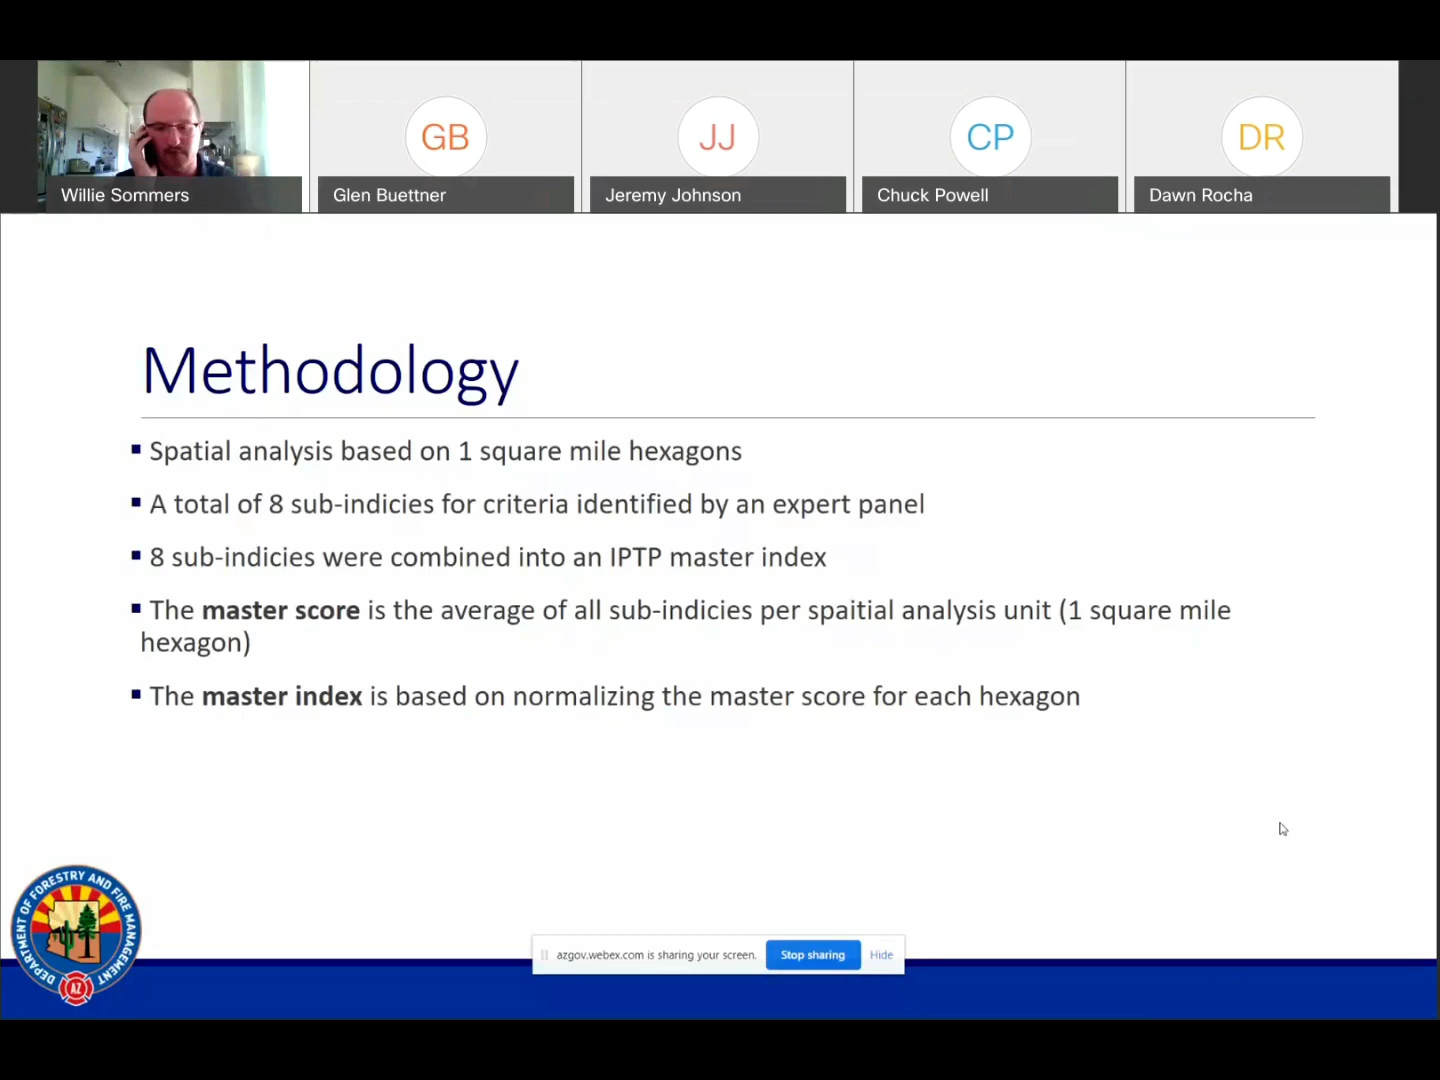 GB
JJ
CP
DR
Willie Sommers
Glen Buettner
Jeremy Johnson
Chuck Powell
Dawn Rocha
Methodology
Spatial analysis based on 1 square mile hexagons
A total of 8 sub-indicies for criteria identified by an expert panel
8 sub-indicies were combined into an IPTP master index
The master score is the average of all sub-indicies per spaitial analysis unit (1 square mile
hexagon)
The master index is based on normalizing the master score for each hexagon
DEPARTMENT OF FORESTRY AND FIRE MANAGEMENT
AZ
azgov.webex.com is sharing your screen.
Stop sharing
Hide